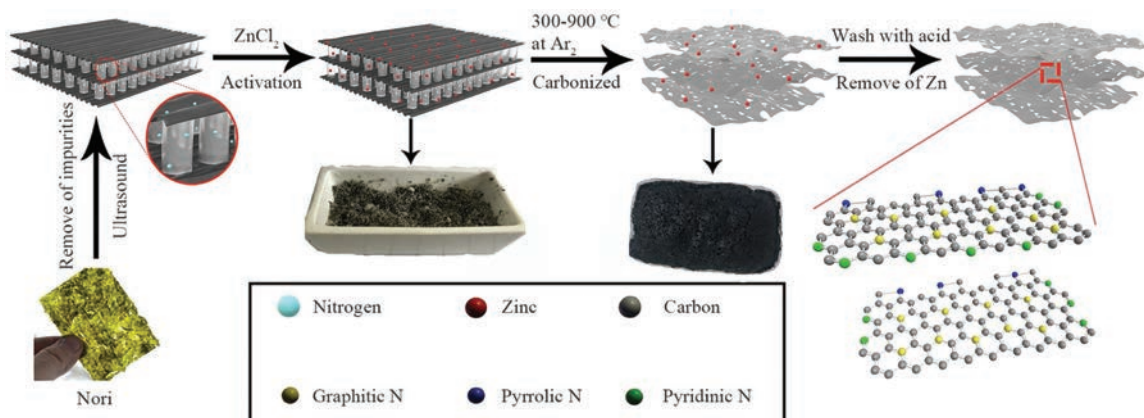 ZnCl2
Activation
300-900 °C
at Ar2
Carbonized
Wash with acid
Remove of Zn
Remove of impurities
Ultrasound
Nori
Nitrogen
Zinc
Carbon
Graphitic N
Pyrrolic N
Pyridinic N